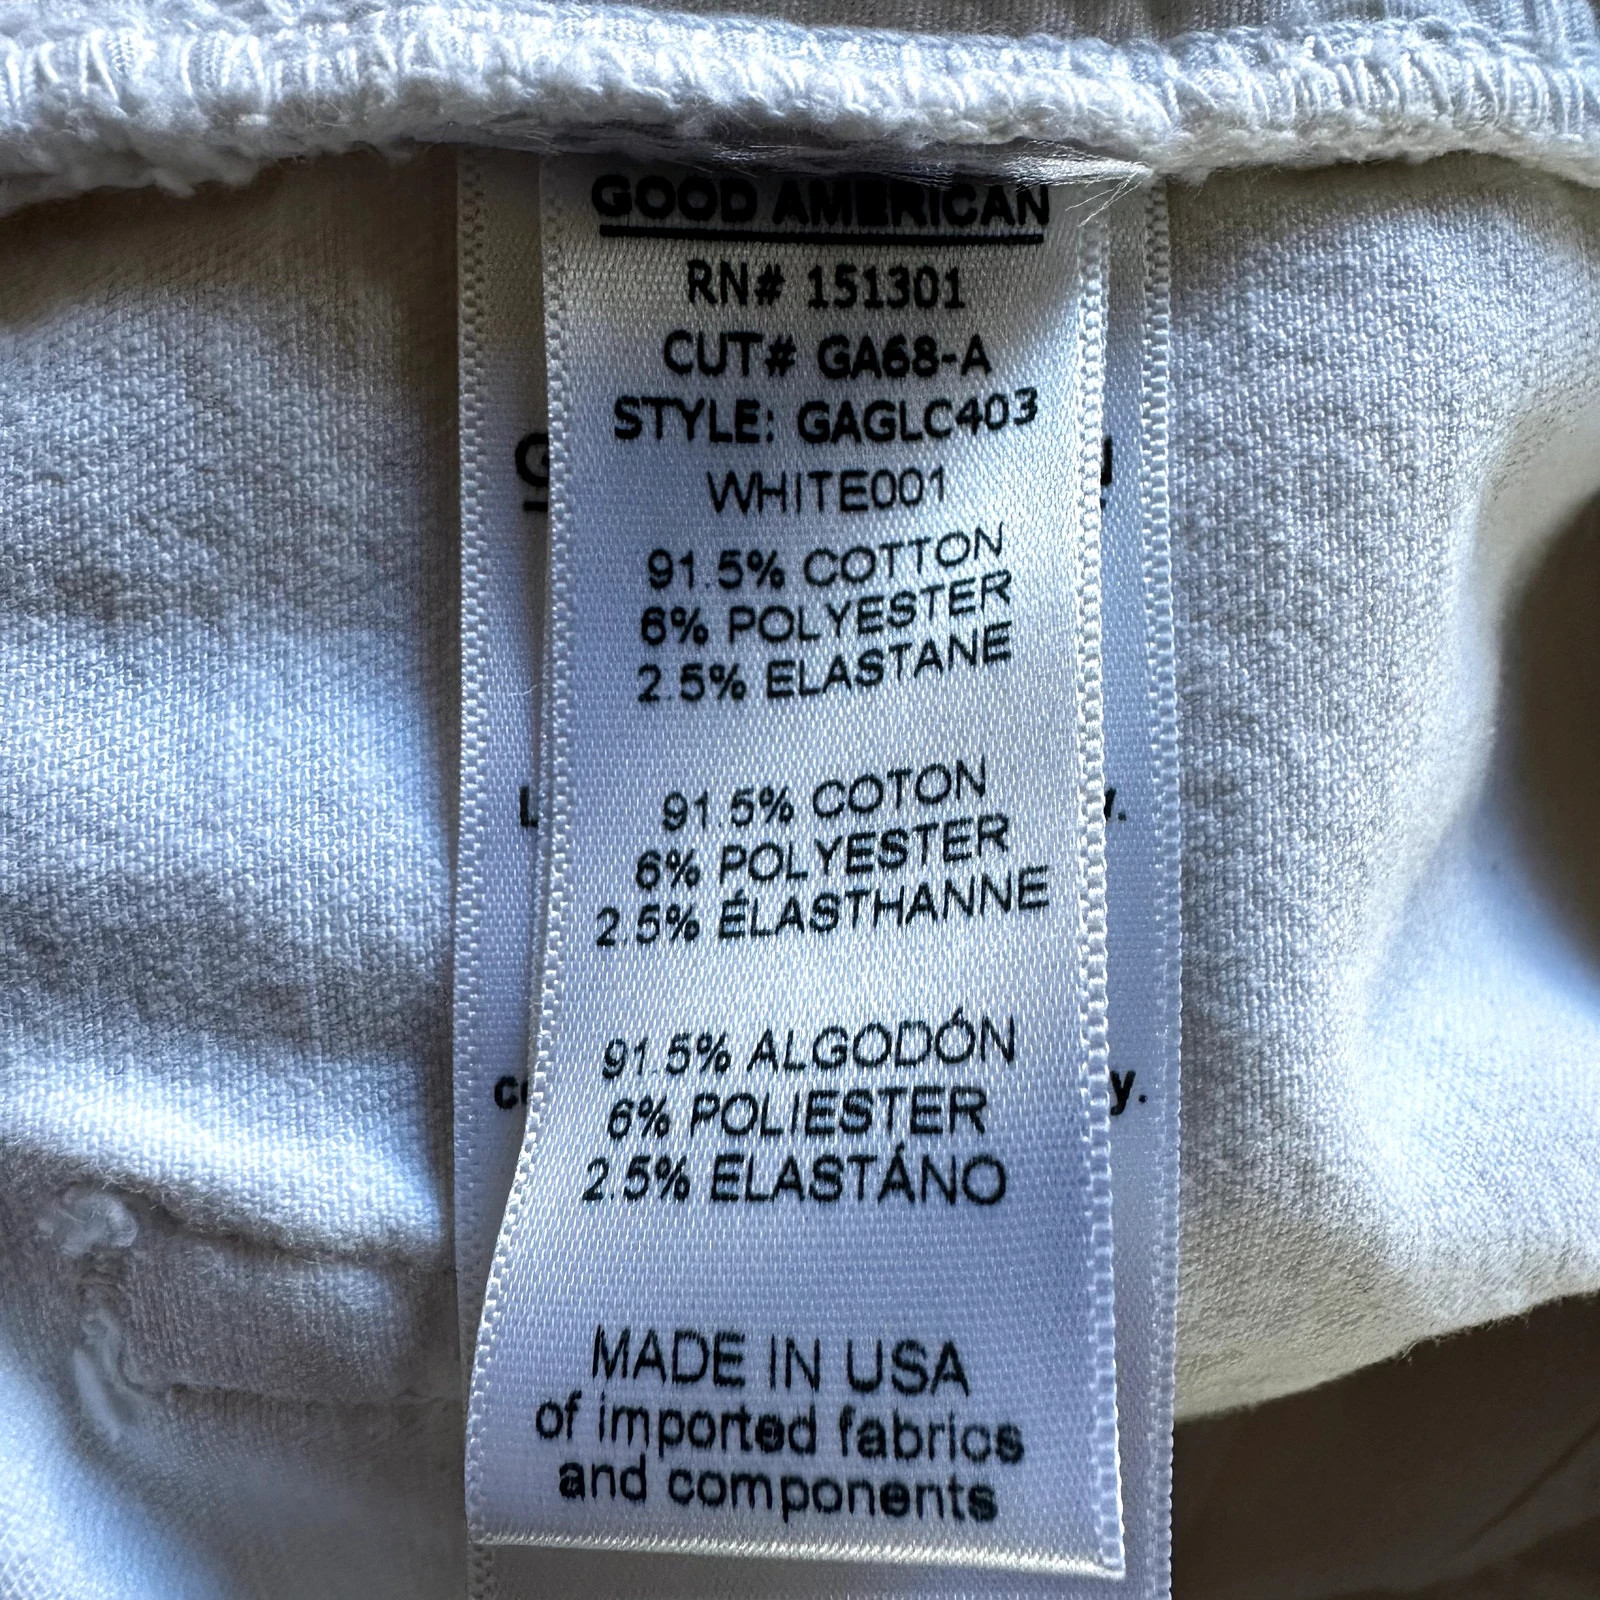 GOOD AMERICAN
RN# 151301
CUT# GA68-A
STYLE: GAGLC403
WHITE001
91.5% COTTON
6% POLYESTER
2.5% ELASTANE
91.5% COTON
6% POLYESTER
2.5% ÉLASTHANNE
91.5% ALGODÓN
6% POLIESTER
2.5% ELASTÁNO
MADE IN USA
of imported fabrics
and components